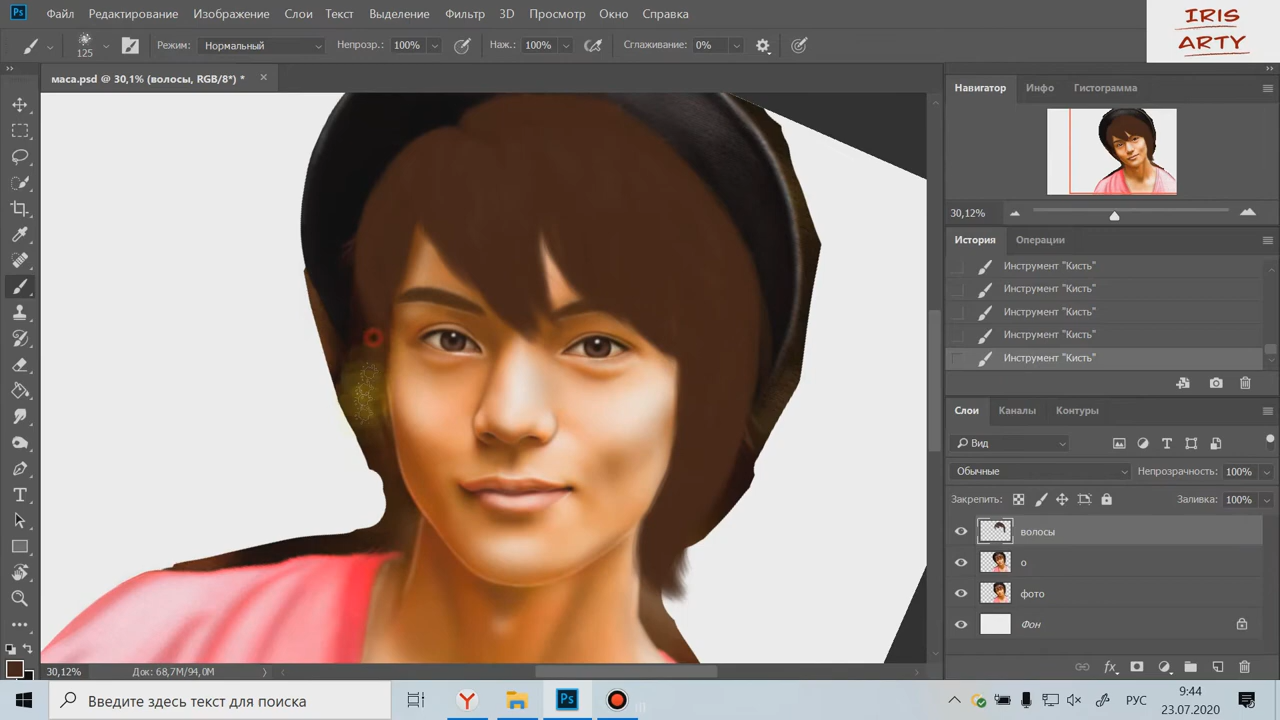 Ps Файл Редактирование Изображение Слои Текст Выделение Фильтр 3D Просмотр Окно Справка
IRIS
ARTY
125 Режим: Нормальный Непрозр.: 100% Наж.: 100% Сглаживание: 0%
маса.psd @ 30,1% (волосы, RGB/8*) *
Навигатор Инфо Гистограмма
30,12%
История Операции
Инструмент "Кисть"
Инструмент "Кисть"
Инструмент "Кисть"
Инструмент "Кисть"
Инструмент "Кисть"
Слои Каналы Контуры
Вид
Обычные Непрозрачность: 100%
Закрепить: Заливка: 100%
волосы
о
фото
Фон
30,12% Док: 68,7M/94,0M
Введите здесь текст для поиска
Y Ps
РУС
9:44
23.07.2020